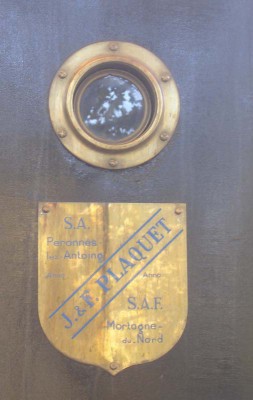 S.A.
Peronnes
lez Antoing
J. & F. PLAQUET
S.A.F.
Mortagne-
du-Nord